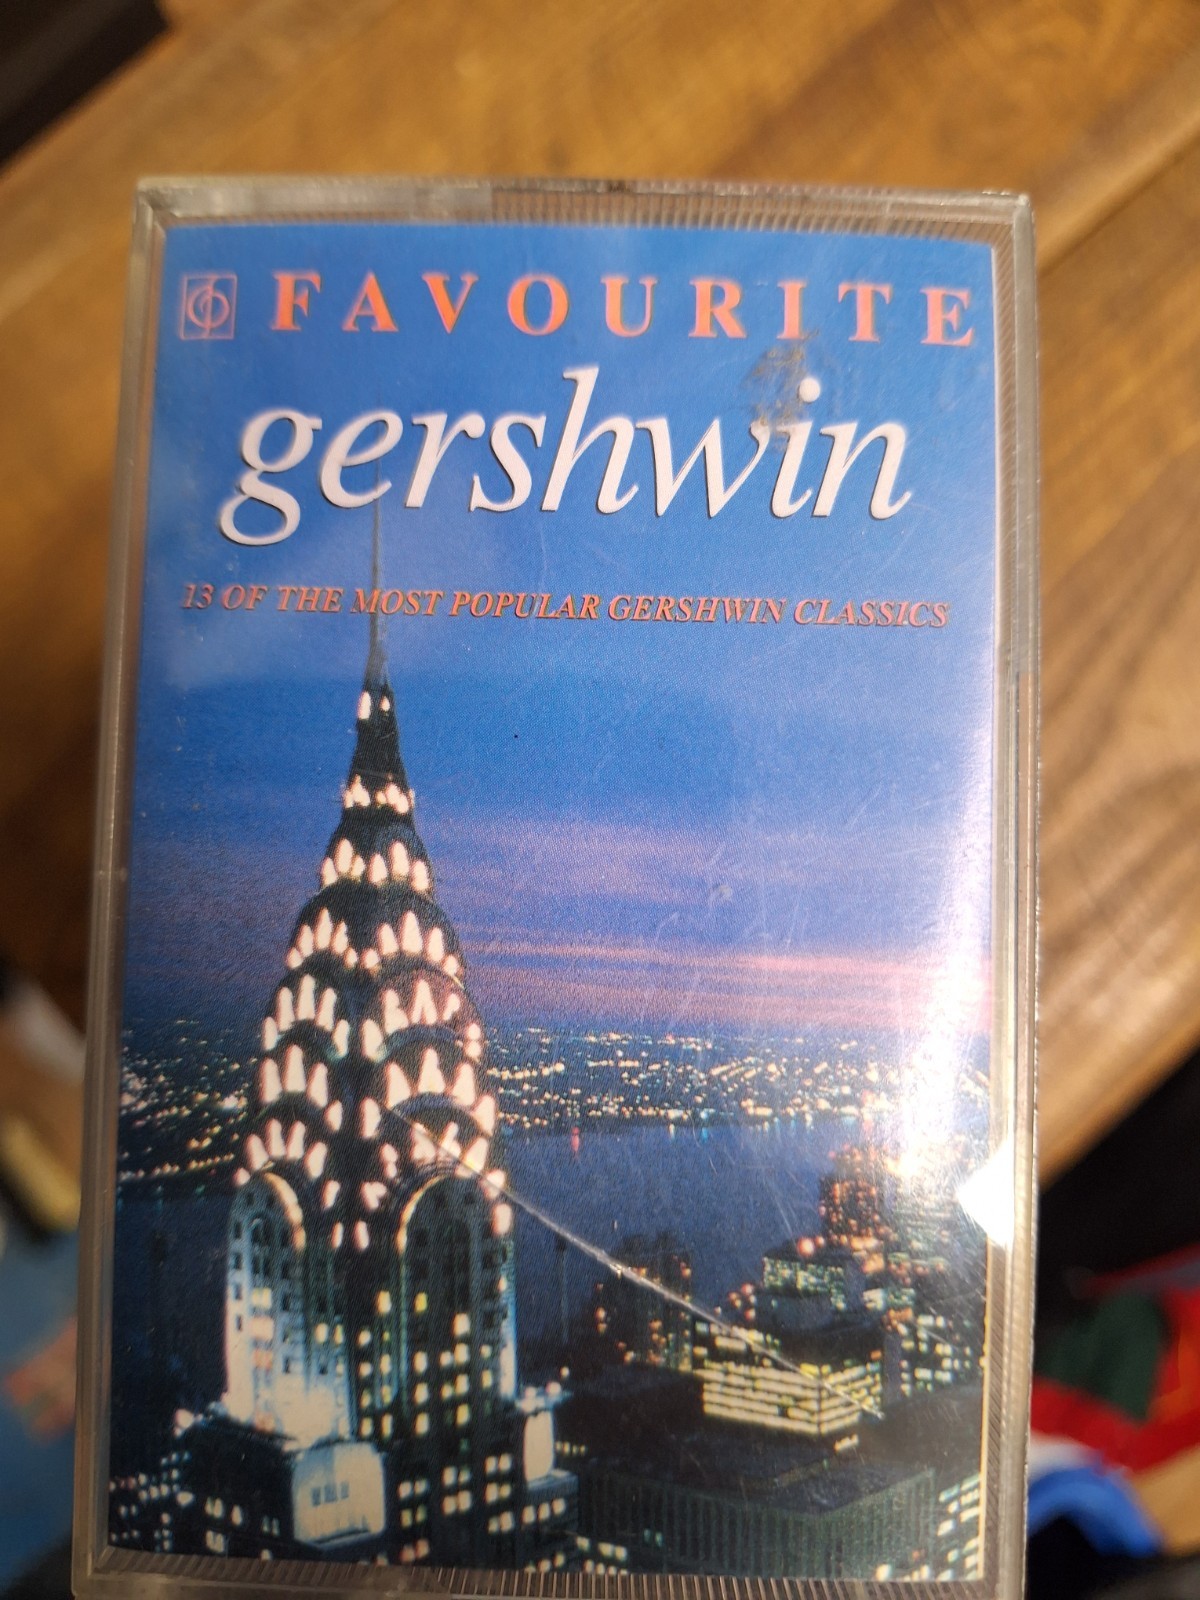 FAVOURITE
gershwin
13 OF THE MOST POPULAR GERSHWIN CLASSICS